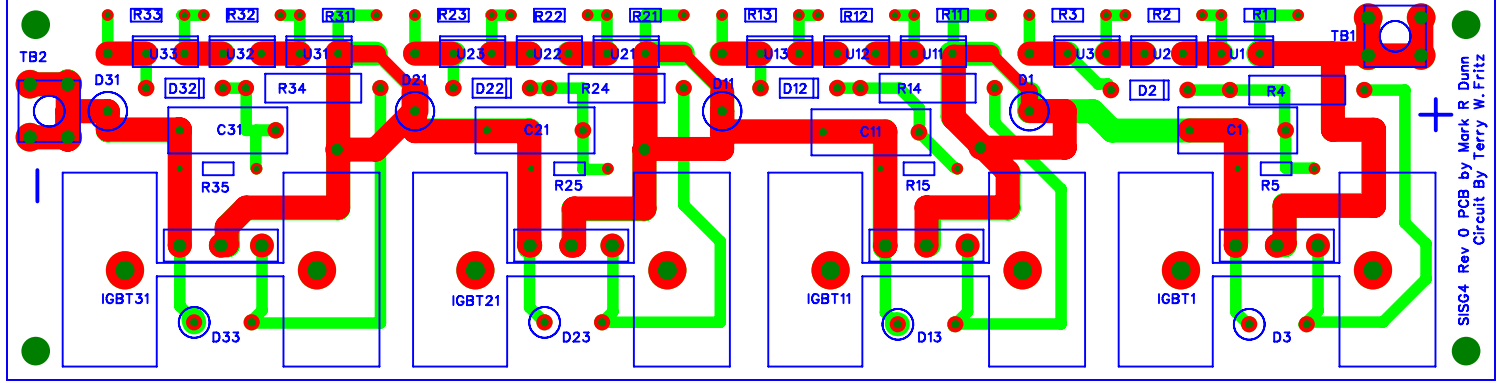 R33 R32 R31 R23 R22 R21 R13 R12 R11 R3 R2 R1
TB1
U33 U32 U31 U23 U22 U21 U13 U12 U11 U3 U2 U1
TB2
D31 D21 D11 D1
D32 R34 D22 R24 D12 R14 D2 R4
C31 C21 C11 C1
+
R35 R25 R15 R5
-
IGBT31 IGBT21 IGBT11 IGBT1
D33 D23 D13 D3
SISG4 Rev 0 PCB by Mark R Dunn
Circuit By Terry W. Fritz